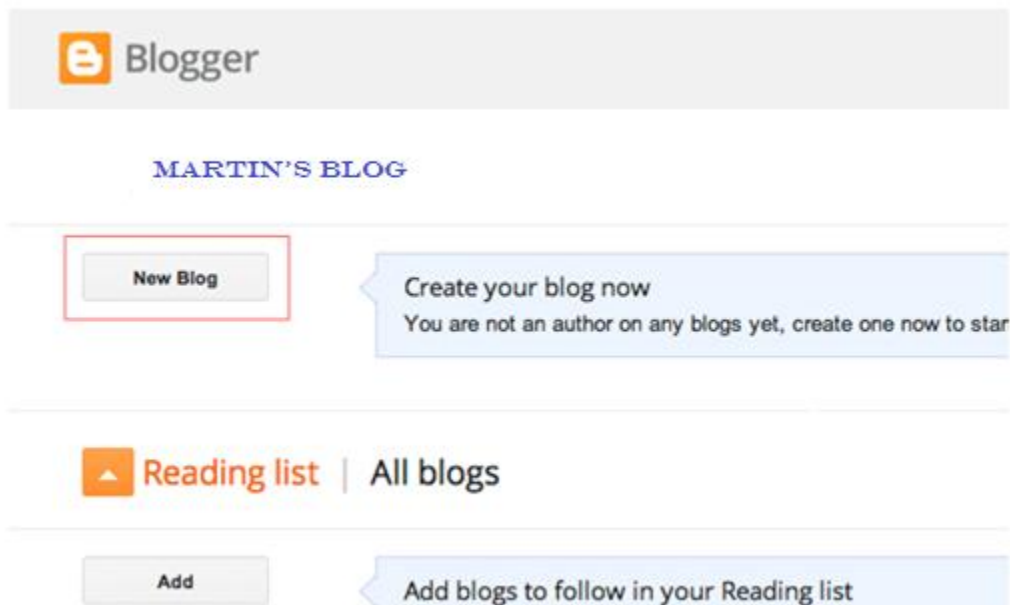 Blogger
MARTIN'S BLOG
New Blog
Create your blog now
You are not an author on any blogs yet, create one now to
Reading list | All blogs
Add
Add blogs to follow in your Reading list